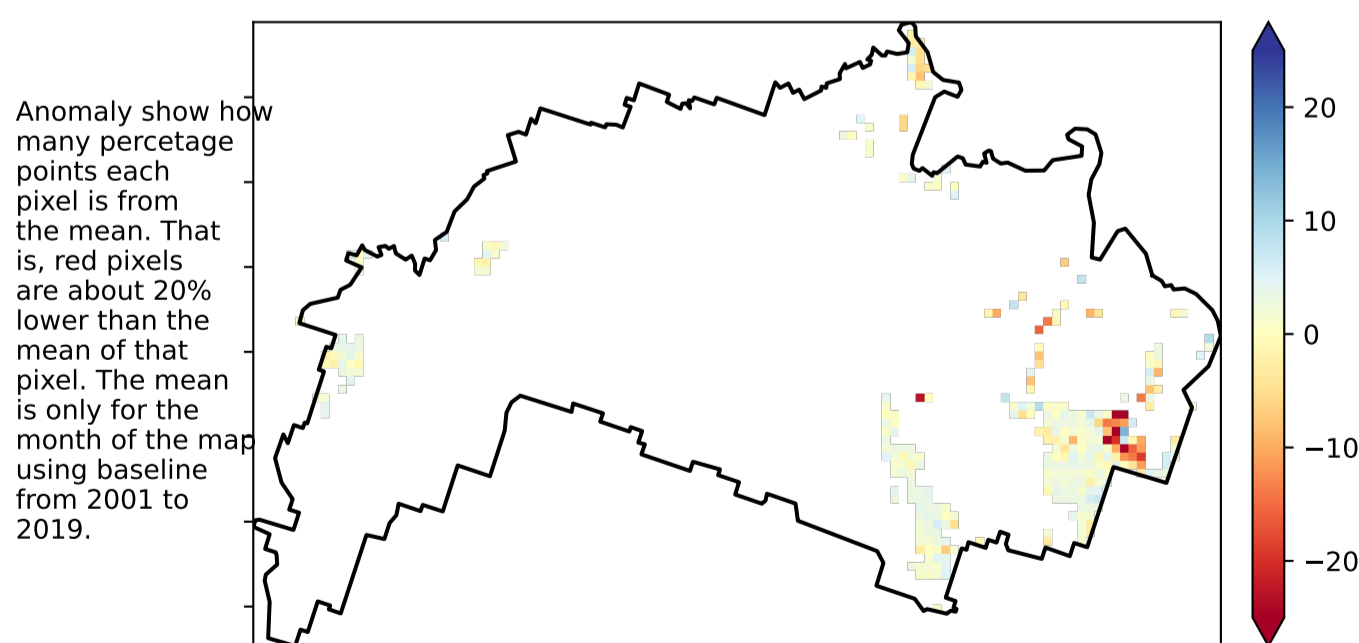 Anomaly show how
many percetage
points each
pixel is from
the mean. That
is, red pixels
are about 20%
lower than the
mean of that
pixel. The mean
is only for the
month of the map
using baseline
from 2001 to
2019.
20
10
0
−10
−20